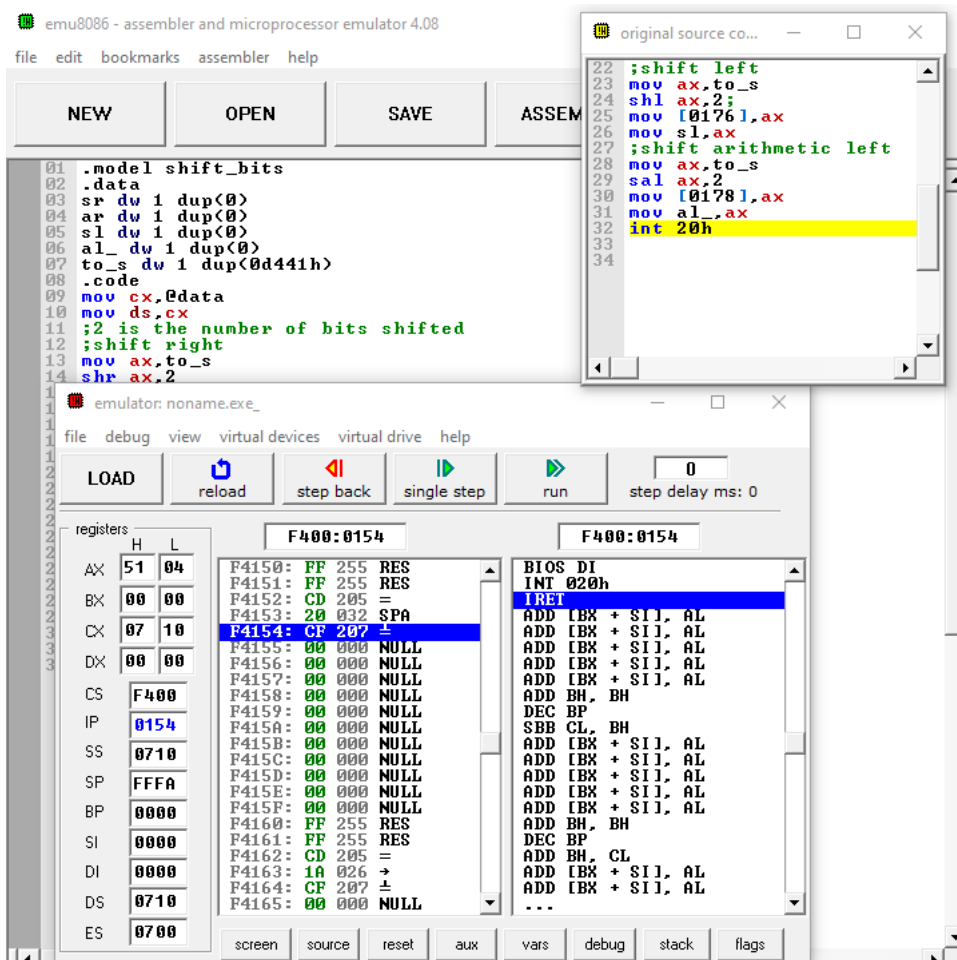 emu8086 - assembler and microprocessor emulator 4.08
file edit bookmarks assembler help
NEW OPEN SAVE ASSEM
01 .model shift_bits
02 .data
03 sr dw 1 dup(0)
04 ar dw 1 dup(0)
05 sl dw 1 dup(0)
06 al_ dw 1 dup(0)
07 to_s dw 1 dup(0d441h)
08 .code
09 mov cx,@data
10 mov ds,cx
11 ;2 is the number of bits shifted
12 ;shift right
13 mov ax,to_s
14 shr ax,2
original source co...
22 ;shift left
23 mov ax,to_s
24 shl ax,2;
25 mov [0176],ax
26 mov sl,ax
27 ;shift arithmetic left
28 mov ax,to_s
29 sal ax,2
30 mov [0178],ax
31 mov al_,ax
32 int 20h
33
34
emulator: noname.exe_
file debug view virtual devices virtual drive help
LOAD reload step back single step run 0 step delay ms: 0
registers
H L
AX 51 04
BX 00 00
CX 07 10
DX 00 00
CS F400
IP 0154
SS 0710
SP FFFA
BP 0000
SI 0000
DI 0000
DS 0710
ES 0700
F400:0154
F4150: FF 255 RES
F4151: FF 255 RES
F4152: CD 205 =
F4153: 20 032 SPA
F4154: CF 207 ╧
F4155: 00 000 NULL
F4156: 00 000 NULL
F4157: 00 000 NULL
F4158: 00 000 NULL
F4159: 00 000 NULL
F415A: 00 000 NULL
F415B: 00 000 NULL
F415C: 00 000 NULL
F415D: 00 000 NULL
F415E: 00 000 NULL
F415F: 00 000 NULL
F4160: FF 255 RES
F4161: FF 255 RES
F4162: CD 205 =
F4163: 1A 026 →
F4164: CF 207 ╧
F4165: 00 000 NULL
F400:0154
BIOS DI
INT 020h
IRET
ADD [BX + SI], AL
ADD [BX + SI], AL
ADD [BX + SI], AL
ADD [BX + SI], AL
ADD [BX + SI], AL
ADD BH, BH
DEC BP
SBB CL, BH
ADD [BX + SI], AL
ADD [BX + SI], AL
ADD [BX + SI], AL
ADD [BX + SI], AL
ADD [BX + SI], AL
ADD BH, BH
DEC BP
ADD BH, CL
ADD [BX + SI], AL
ADD [BX + SI], AL
...
screen source reset aux vars debug stack flags